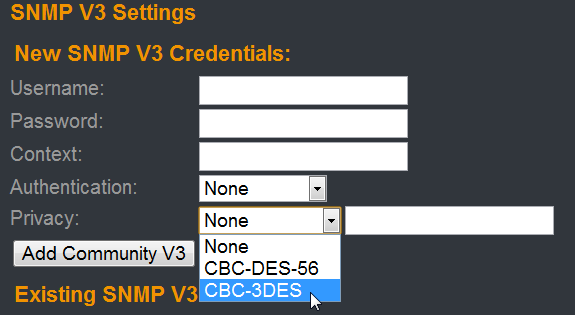 SNMP V3 Settings
New SNMP V3 Credentials:
Username:
Password:
Context:
Authentication: None
Privacy: None
None
CBC-DES-56
CBC-3DES
Add Community V3
Existing SNMP V3